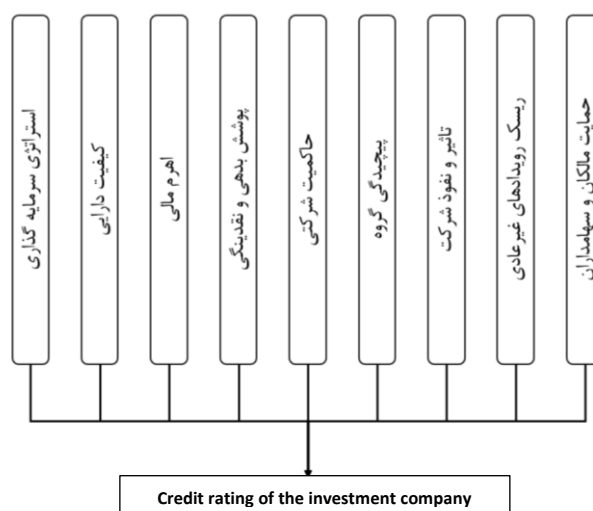 استراتژی سرمایه گذاری
کیفیت دارایی
اهرم مالی
پوشش بدهی و نقدینگی
حاکمیت شرکتی
پیچیدگی گروه
تاثیر و نفوذ شرکت
ریسک رویدادهای غیرعادی
حمایت مالکان و سهامداران
Credit rating of the investment company